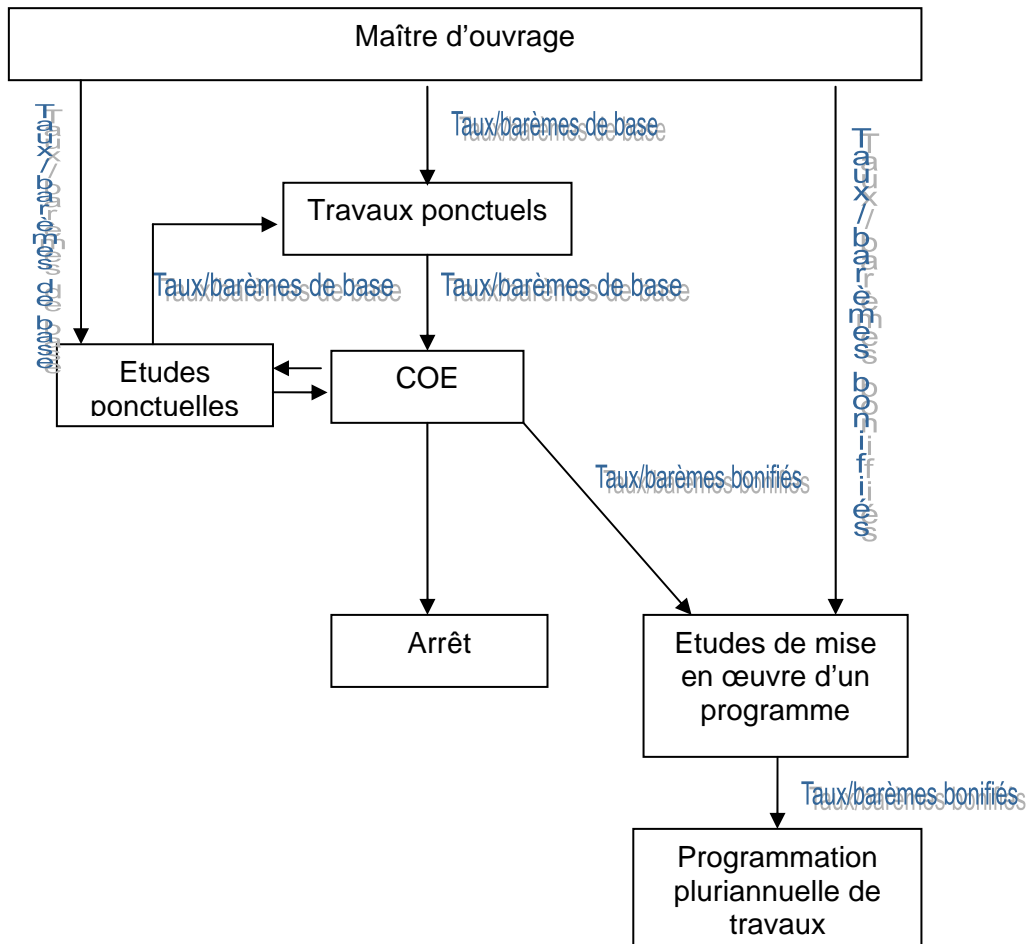 Maître d'ouvrage
Taux/barèmes de base
Taux/barèmes de base
Taux/barèmes bonifiés
Travaux ponctuels
Taux/barèmes de base
Taux/barèmes de base
Etudes
ponctuelles
COE
Taux/barèmes bonifiés
Arrêt
Etudes de mise
en œuvre d'un
programme
Taux/barèmes bonifiés
Programmation
pluriannuelle de
travaux